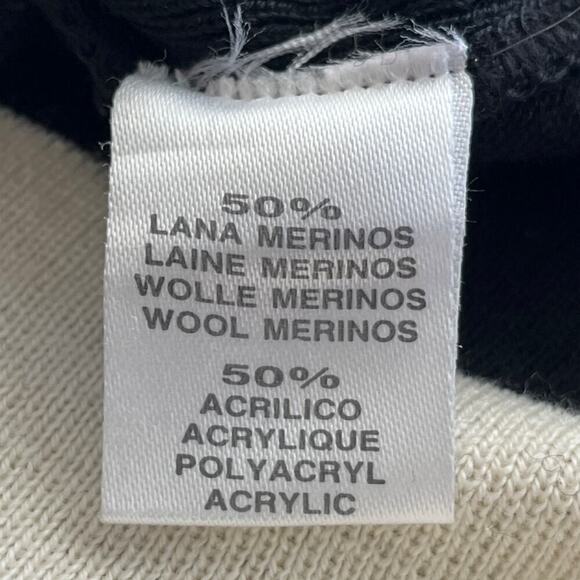 50%
LANA MERINOS
LAINE MERINOS
WOLLE MERINOS
WOOL MERINOS
50%
ACRILICO
ACRYLIQUE
POLYACRYL
ACRYLIC